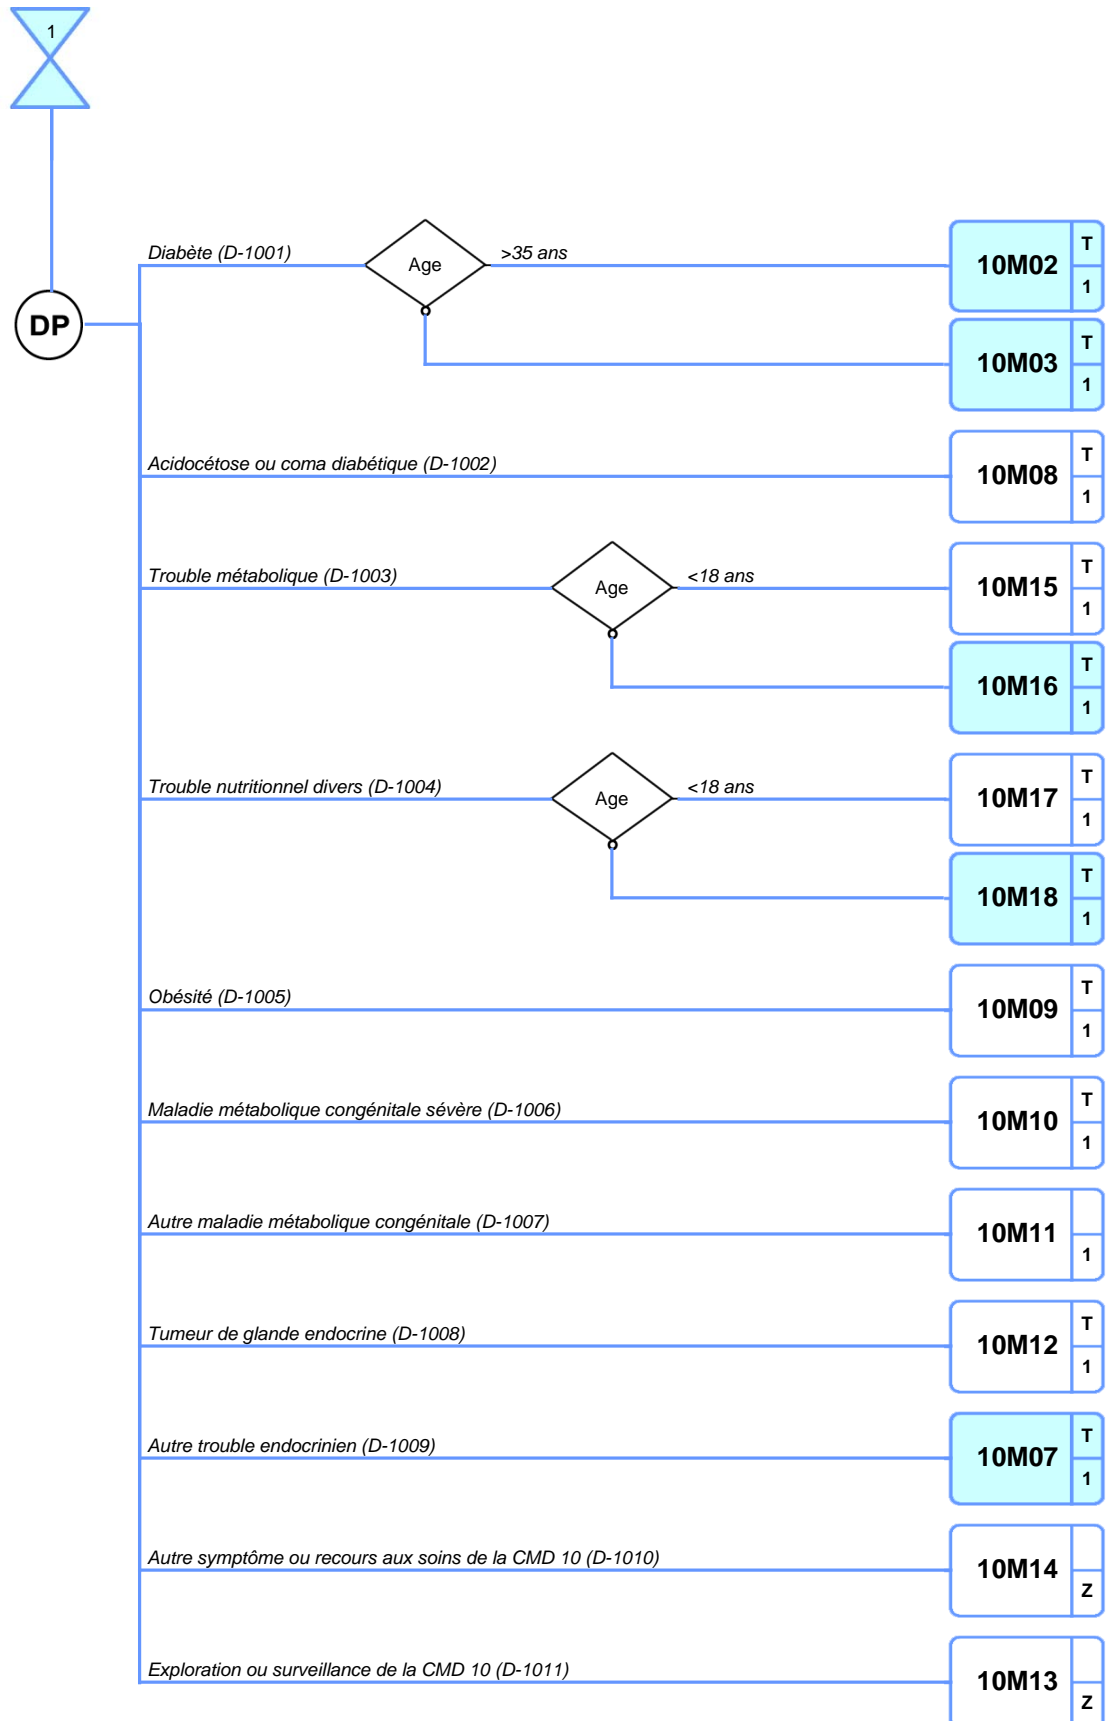 1
Diabète (D-1001)
Age
>35 ans
10M02
T
1
DP
10M03
T
1
Acidocétose ou coma diabétique (D-1002)
10M08
T
1
Trouble métabolique (D-1003)
Age
<18 ans
10M15
T
1
10M16
T
1
Trouble nutritionnel divers (D-1004)
Age
<18 ans
10M17
T
1
10M18
T
1
Obésité (D-1005)
10M09
T
1
Maladie métabolique congénitale sévère (D-1006)
10M10
T
1
Autre maladie métabolique congénitale (D-1007)
10M11
1
Tumeur de glande endocrine (D-1008)
10M12
T
1
Autre trouble endocrinien (D-1009)
10M07
T
1
Autre symptôme ou recours aux soins de la CMD 10 (D-1010)
10M14
Z
Exploration ou surveillance de la CMD 10 (D-1011)
10M13
Z